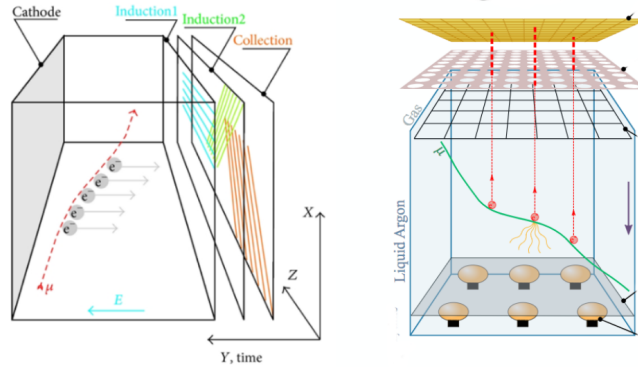 Cathode
Induction1
Induction2
Collection
e⁻
e⁻
e⁻
e⁻
e⁻
μ
E
X
Z
Y, time
Gas
μ
Liquid Argon